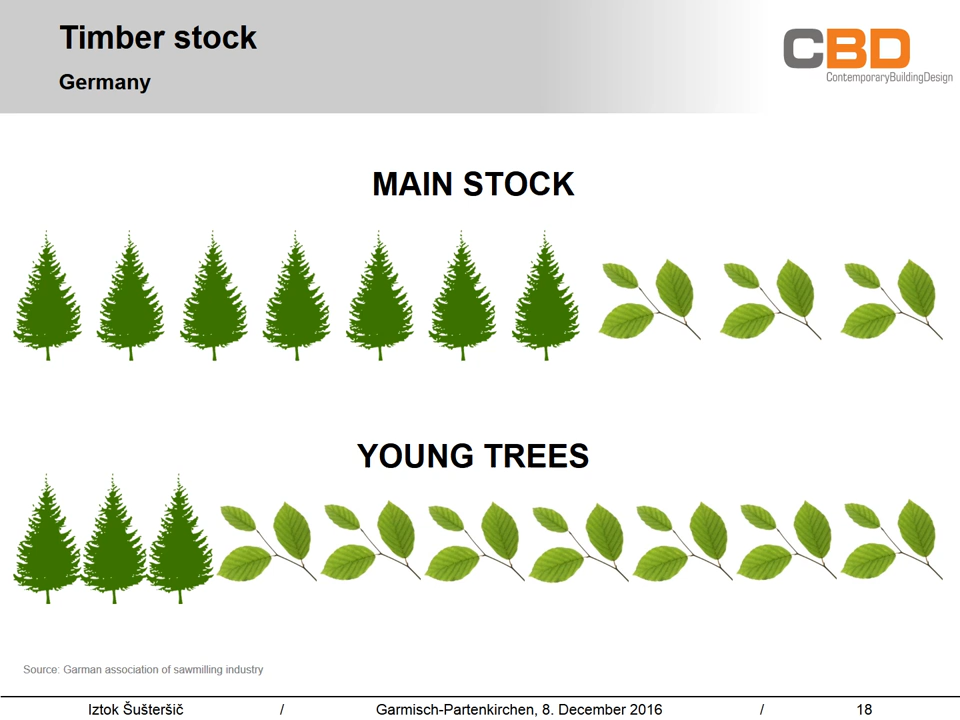 Timber stock
Germany
CBD
ContemporaryBuildingDesign
MAIN STOCK
YOUNG TREES
Source: Garman association of sawmilling industry
Iztok Šušteršič / Garmisch-Partenkirchen, 8. December 2016 / 18